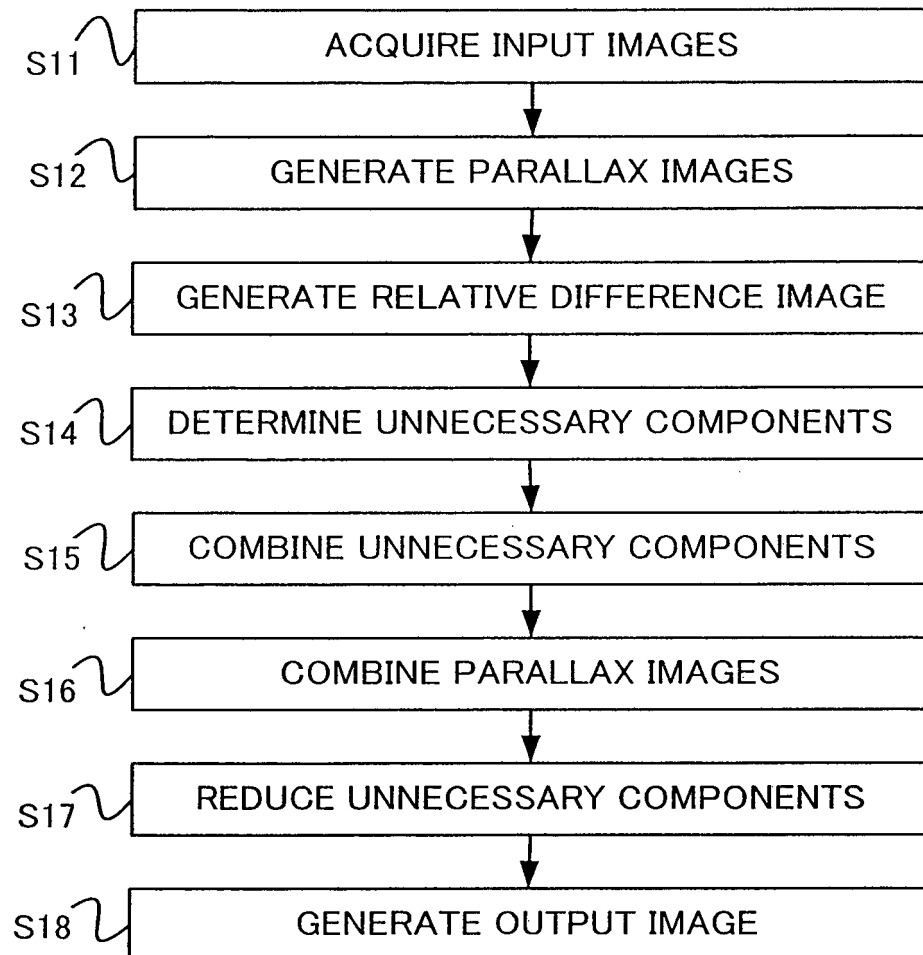 S11 ACQUIRE INPUT IMAGES
S12 GENERATE PARALLAX IMAGES
S13 GENERATE RELATIVE DIFFERENCE IMAGE
S14 DETERMINE UNNECESSARY COMPONENTS
S15 COMBINE UNNECESSARY COMPONENTS
S16 COMBINE PARALLAX IMAGES
S17 REDUCE UNNECESSARY COMPONENTS
S18 GENERATE OUTPUT IMAGE